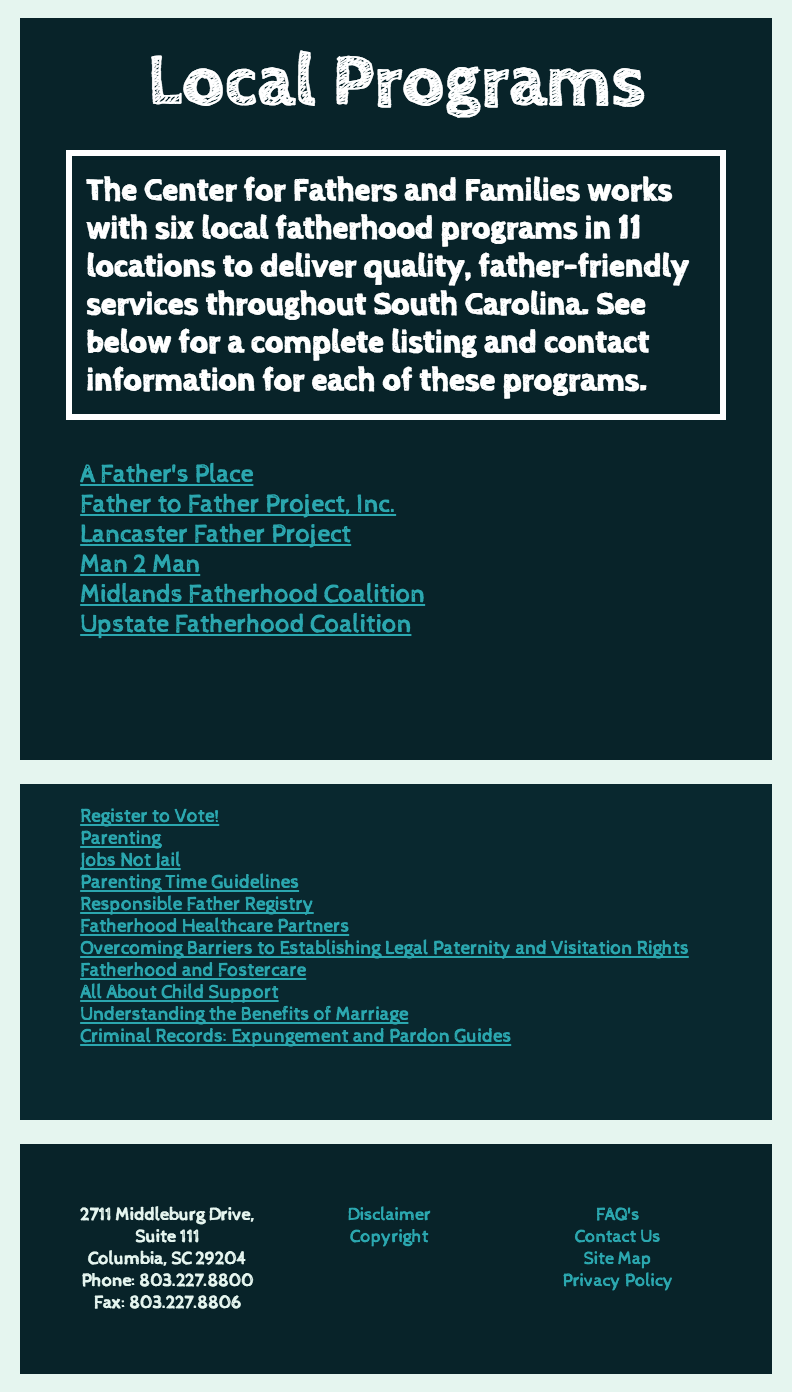 Local Programs
The Center for Fathers and Families works
with six local fatherhood programs in 11
locations to deliver quality, father-friendly
services throughout South Carolina. See
below for a complete listing and contact
information for each of these programs.
A Father's Place
Father to Father Project, Inc.
Lancaster Father Project
Man 2 Man
Midlands Fatherhood Coalition
Upstate Fatherhood Coalition
Register to Vote!
Parenting
Jobs Not Jail
Parenting Time Guidelines
Responsible Father Registry
Fatherhood Healthcare Partners
Overcoming Barriers to Establishing Legal Paternity and Visitation Rights
Fatherhood and Fostercare
All About Child Support
Understanding the Benefits of Marriage
Criminal Records: Expungement and Pardon Guides
2711 Middleburg Drive,
Suite 111
Columbia, SC 29204
Phone: 803.227.8800
Fax: 803.227.8806
Disclaimer
Copyright
FAQ's
Contact Us
Site Map
Privacy Policy